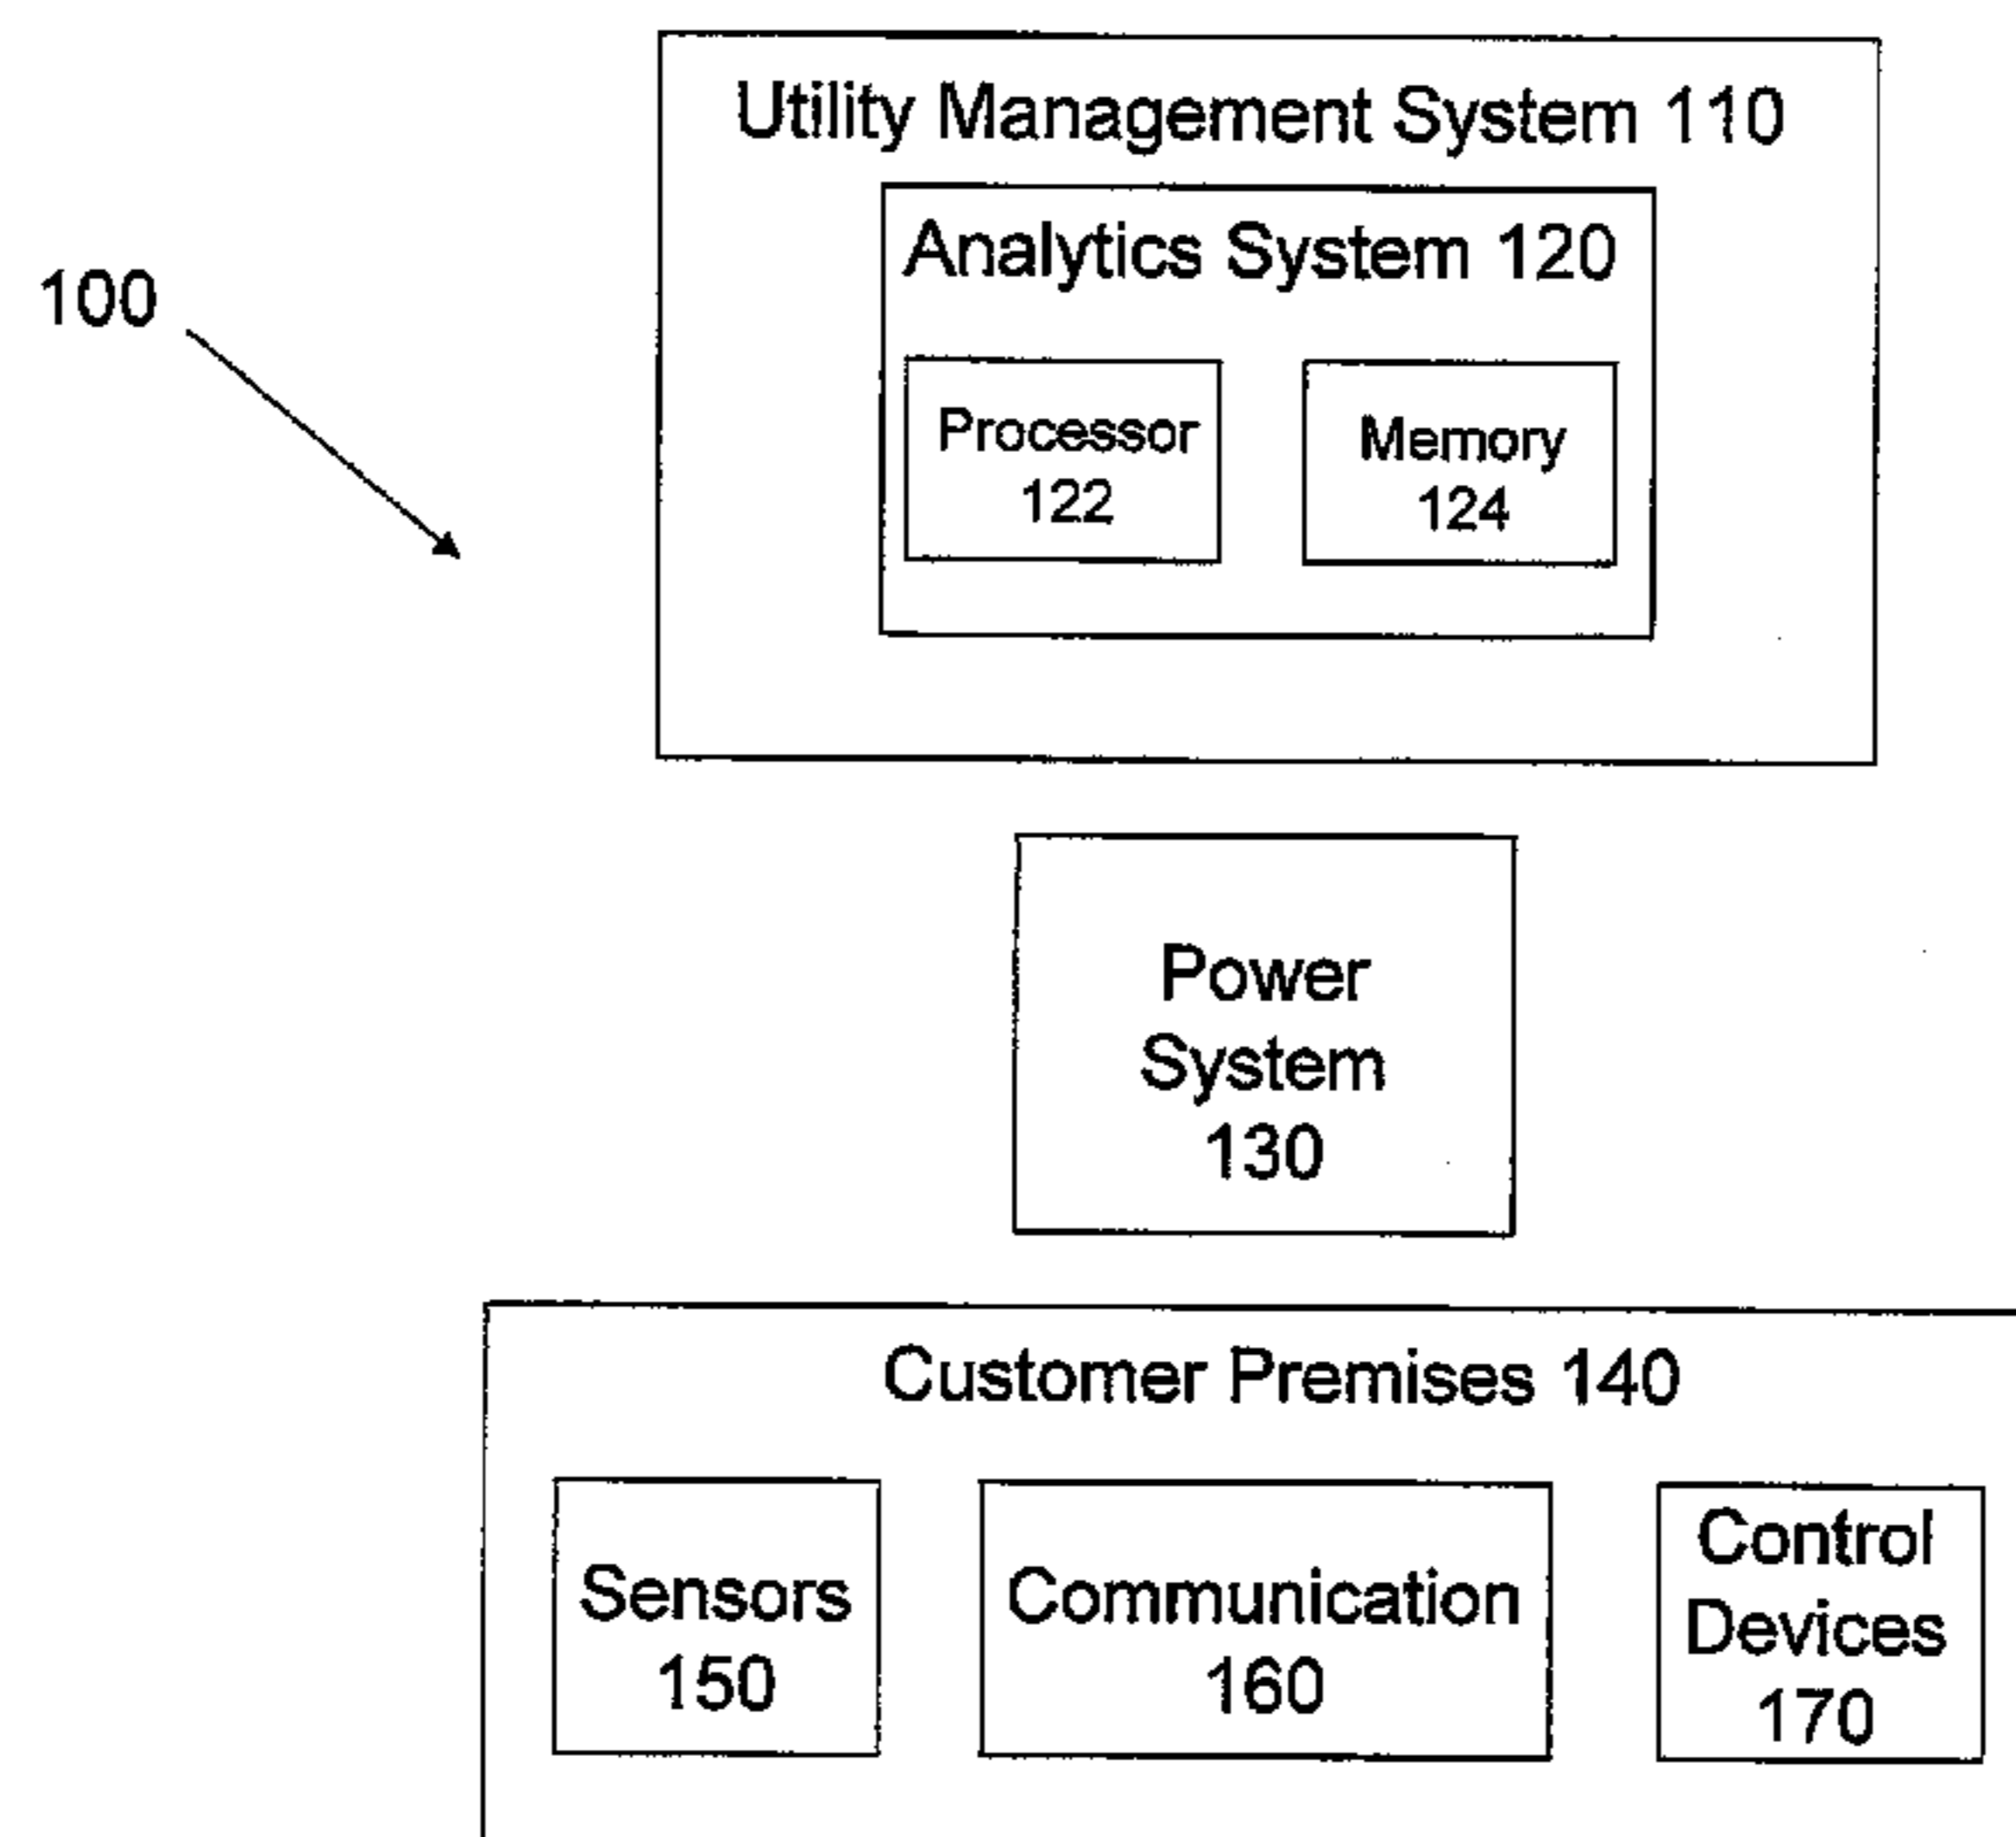 Utility Management System 110
Analytics System 120
100
Processor
122
Memory
124
Power
System
130
Customer Premises 140
Sensors
150
Communication
160
Control
Devices
170